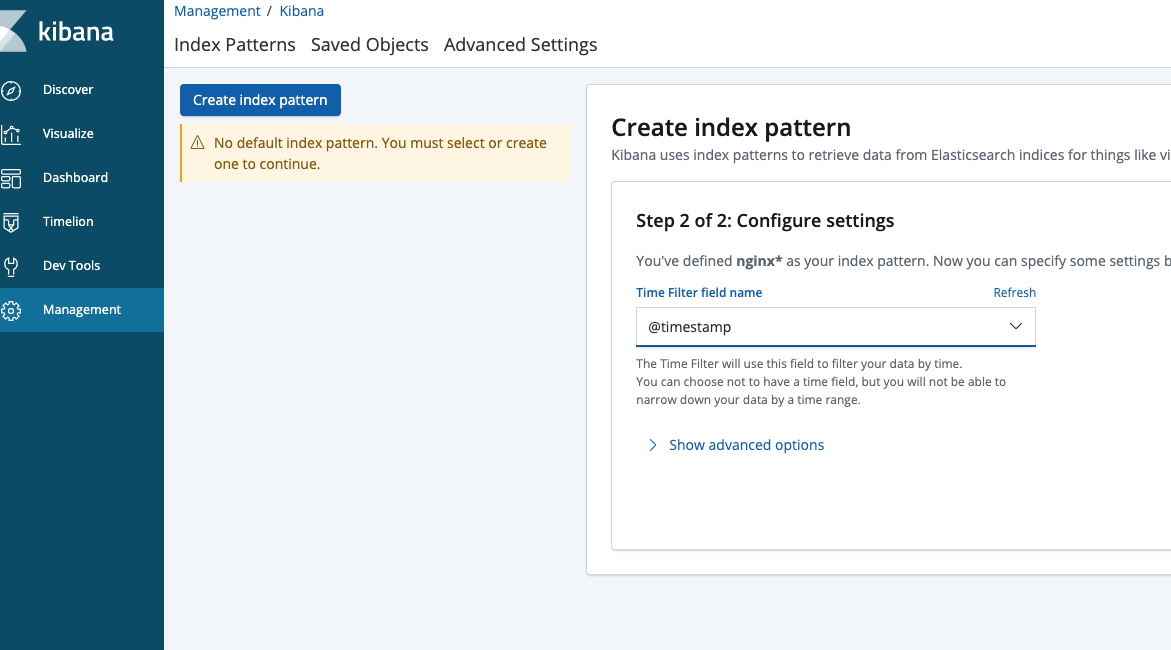 Management / Kibana
kibana
Index Patterns Saved Objects Advanced Settings
Discover
Visualize
Dashboard
Timelion
Dev Tools
Management
Create index pattern
No default index pattern. You must select or create
one to continue.
Create index pattern
Kibana uses index patterns to retrieve data from Elasticsearch indices for things like
Step 2 of 2: Configure settings
You've defined nginx* as your index pattern. Now you can specify some settings
Time Filter field name Refresh
@timestamp
The Time Filter will use this field to filter your data by time.
You can choose not to have a time field, but you will not be able to
narrow down your data by a time range.
Show advanced options